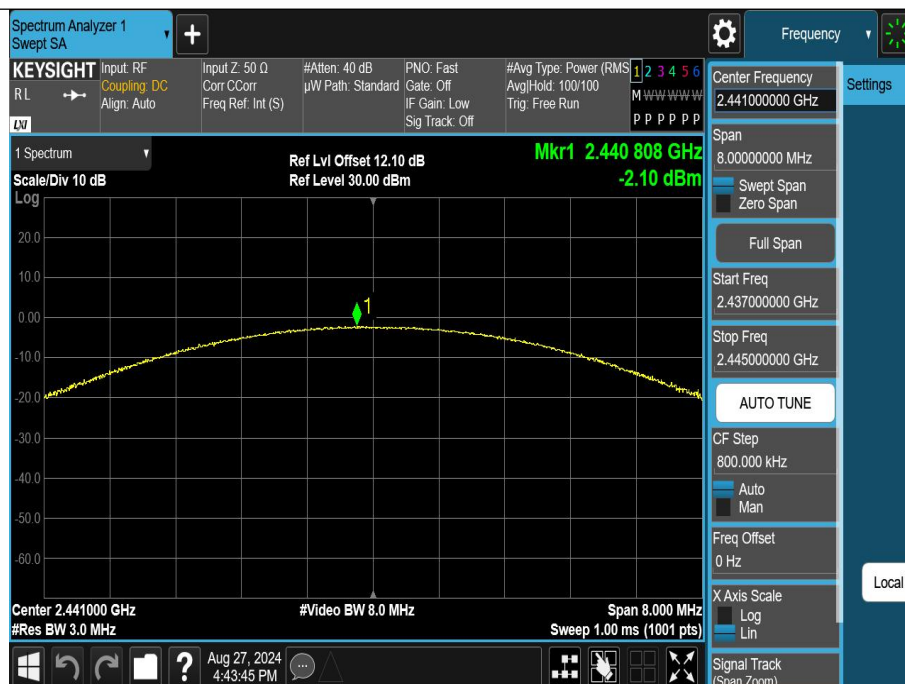 Spectrum Analyzer 1
Swept SA
Frequency
KEYSIGHT
R L
LXI
Input: RF
Coupling: DC
Align: Auto
Input Z: 50 Ω
Corr CCorr
Freq Ref: Int (S)
#Atten: 40 dB
µW Path: Standard
PNO: Fast
Gate: Off
IF Gain: Low
Sig Track: Off
#Avg Type: Power (RMS
Avg|Hold: 100/100
Trig: Free Run
1 2 3 4 5 6
M W W W W W
P P P P P P
1 Spectrum
Scale/Div 10 dB
Log
Ref Lvl Offset 12.10 dB
Ref Level 30.00 dBm
Mkr1 2.440 808 GHz
-2.10 dBm
20.0
10.0
0.00
-10.0
-20.0
-30.0
-40.0
-50.0
-60.0
1
Center 2.441000 GHz
#Res BW 3.0 MHz
#Video BW 8.0 MHz
Span 8.000 MHz
Sweep 1.00 ms (1001 pts)
?
Aug 27, 2024
4:43:45 PM
Center Frequency
2.441000000 GHz
Settings
Span
8.00000000 MHz
Swept Span
Zero Span
Full Span
Start Freq
2.437000000 GHz
Stop Freq
2.445000000 GHz
AUTO TUNE
CF Step
800.000 kHz
Auto
Man
Freq Offset
0 Hz
Local
X Axis Scale
Log
Lin
Signal Track
(Span Zoom)